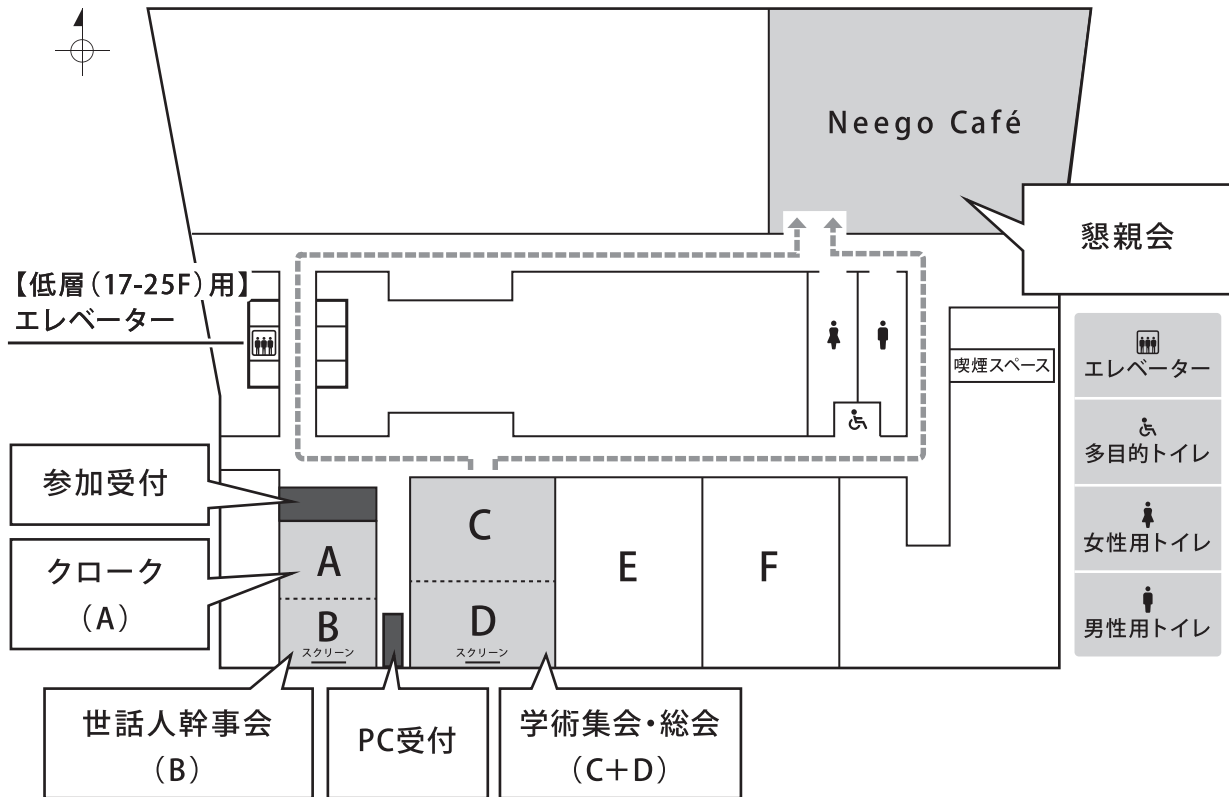 Neego Café
懇親会
【低層(17-25F)用】
エレベーター
喫煙スペース
エレベーター
多目的トイレ
女性用トイレ
男性用トイレ
参加受付
クローク
(A)
A
B
スクリーン
C
D
スクリーン
E
F
世話人幹事会
(B)
PC受付
学術集会・総会
(C+D)